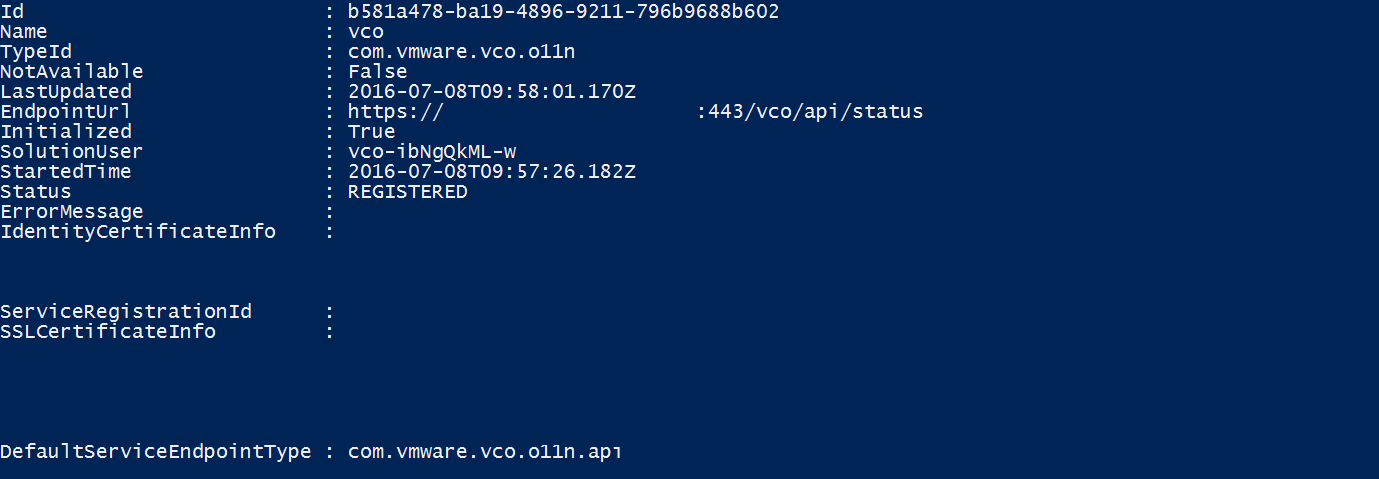 Id                         : b581a478-ba19-4896-9211-796b9688b602
Name                       : vco
TypeId                     : com.vmware.vco.o11n
NotAvailable               : False
LastUpdated                : 2016-07-08T09:58:01.170Z
EndpointUrl                : https://                     :443/vco/api/status
Initialized                : True
SolutionUser               : vco-ibNgQkML-w
StartedTime                : 2016-07-08T09:57:26.182Z
Status                     : REGISTERED
ErrorMessage               :
IdentityCertificateInfo    :
ServiceRegistrationId      :
SSLCertificateInfo         :
DefaultServiceEndpointType : com.vmware.vco.o11n.api